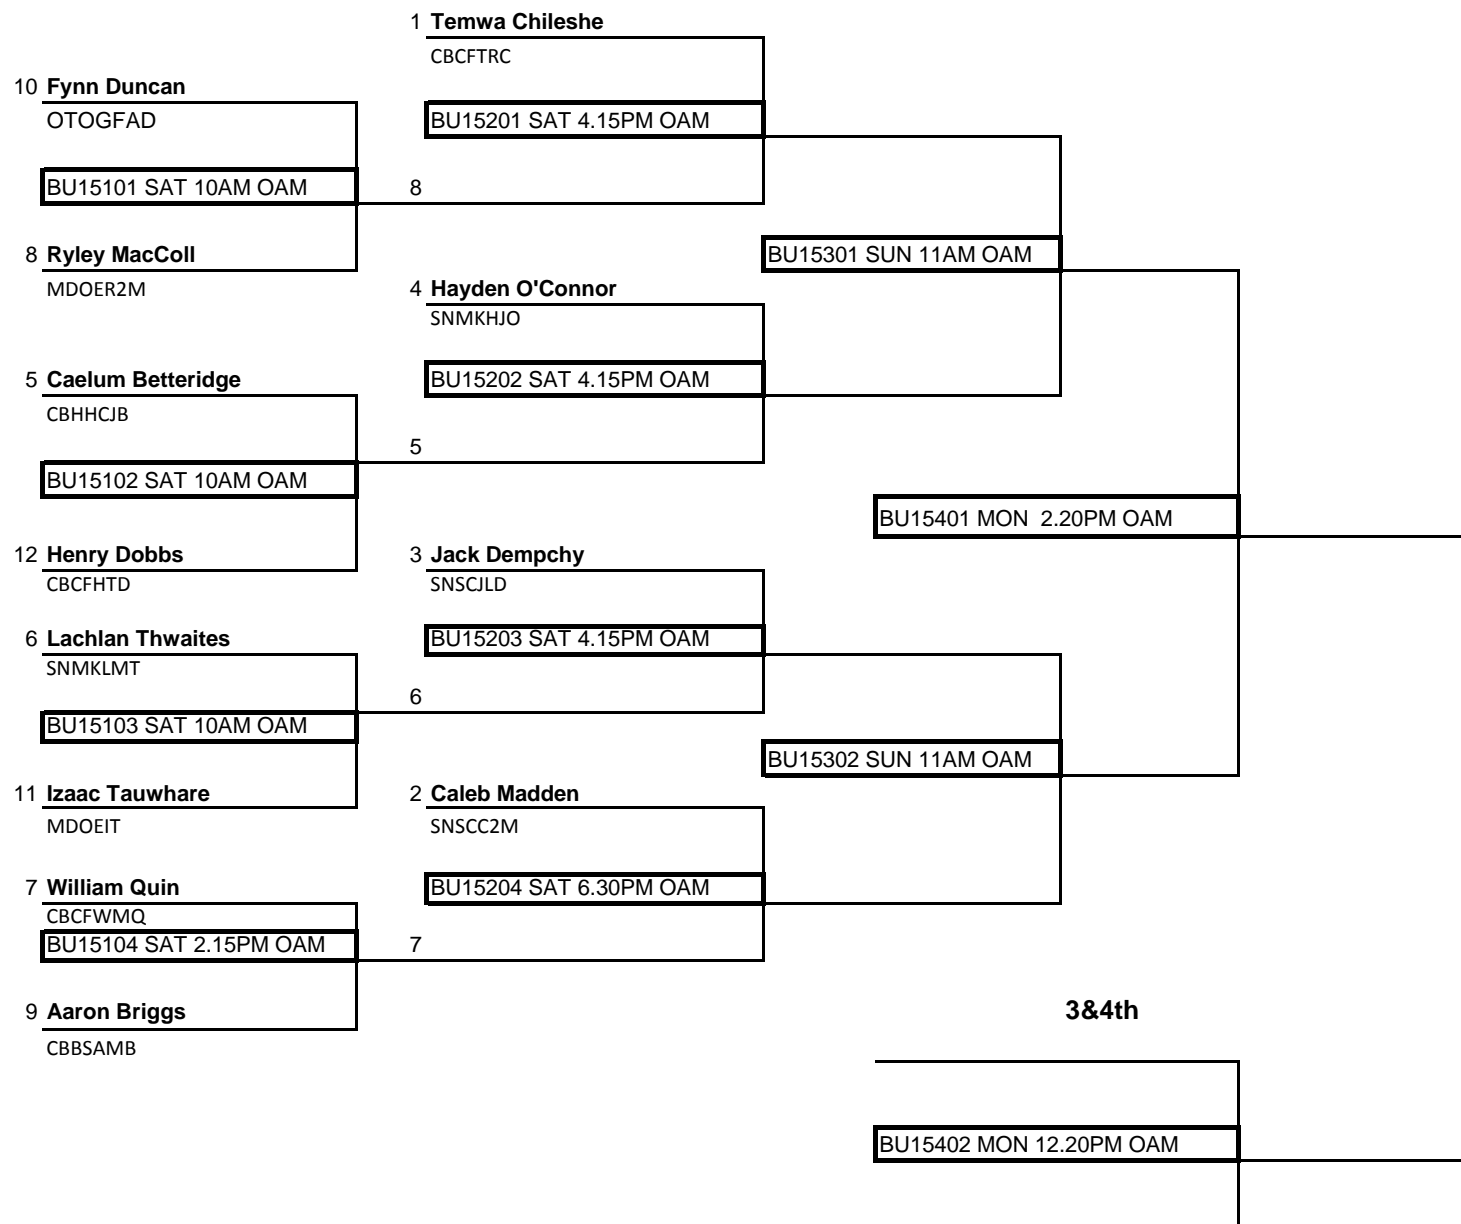 1 Temwa Chileshe
CBCFTRC
10 Fynn Duncan
OTOGFAD
BU15201 SAT 4.15PM OAM
BU15101 SAT 10AM OAM
8
8 Ryley MacColl
BU15301 SUN 11AM OAM
MDOER2M
4 Hayden O'Connor
SNMKHJO
5 Caelum Betteridge
BU15202 SAT 4.15PM OAM
CBHHCJB
5
BU15102 SAT 10AM OAM
BU15401 MON  2.20PM OAM
12 Henry Dobbs
3 Jack Dempchy
CBCFHTD
SNSCJLD
6 Lachlan Thwaites
BU15203 SAT 4.15PM OAM
SNMKLMT
6
BU15103 SAT 10AM OAM
BU15302 SUN 11AM OAM
11 Izaac Tauwhare
2 Caleb Madden
MDOEIT
SNSCC2M
7 William Quin
BU15204 SAT 6.30PM OAM
CBCFWMQ
BU15104 SAT 2.15PM OAM
7
9 Aaron Briggs
3&4th
CBBSAMB
BU15402 MON 12.20PM OAM